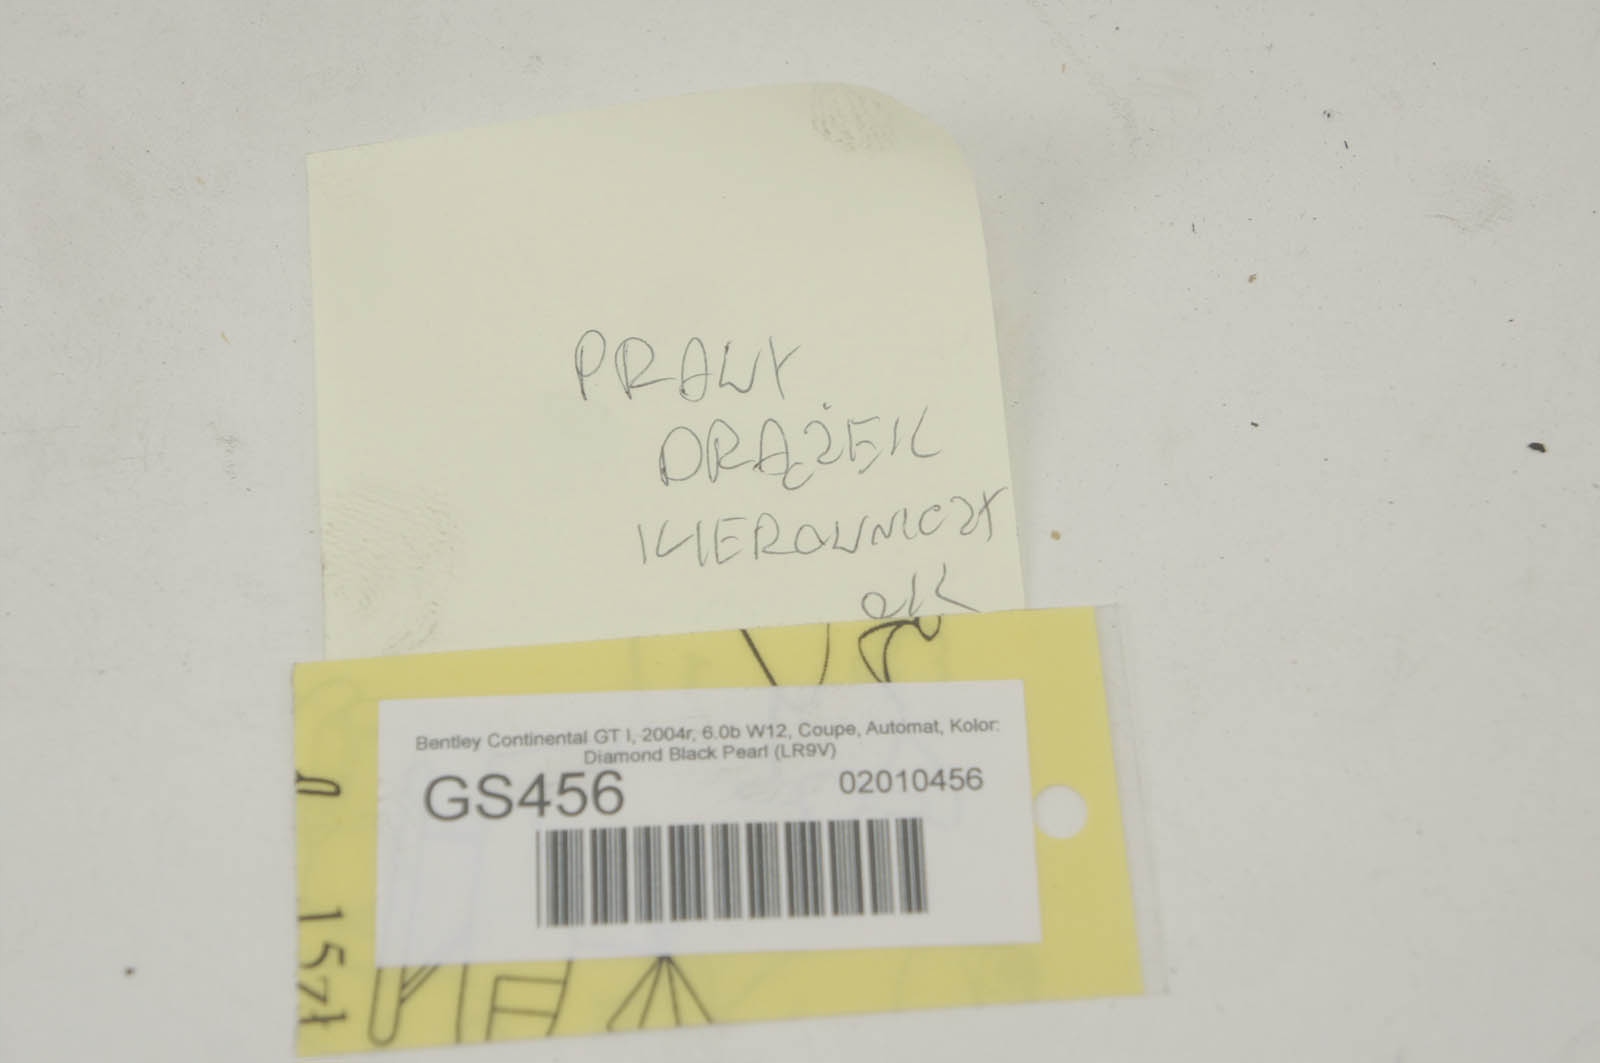 PRAWY
DRĄŻEK
KIEROWNICZY
OK
Bentley Continental GT I, 2004r, 6.0b W12, Coupe, Automat, Kolor:
Diamond Black Pearl (LR9V)
GS456
02010456